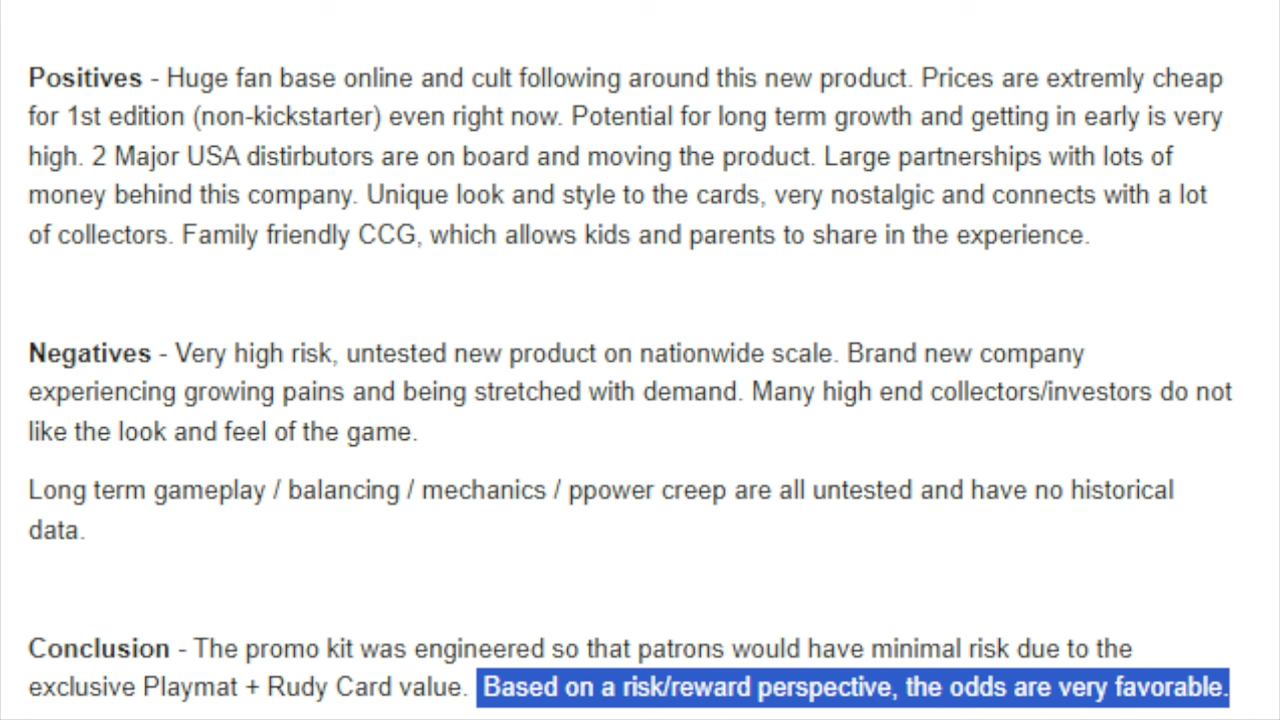 Positives - Huge fan base online and cult following around this new product. Prices are extremly cheap
for 1st edition (non-kickstarter) even right now. Potential for long term growth and getting in early is very
high. 2 Major USA distirbutors are on board and moving the product. Large partnerships with lots of
money behind this company. Unique look and style to the cards, very nostalgic and connects with a lot
of collectors. Family friendly CCG, which allows kids and parents to share in the experience.
Negatives - Very high risk, untested new product on nationwide scale. Brand new company
experiencing growing pains and being stretched with demand. Many high end collectors/investors do not
like the look and feel of the game.
Long term gameplay / balancing / mechanics / ppower creep are all untested and have no historical
data.
Conclusion - The promo kit was engineered so that patrons would have minimal risk due to the
exclusive Playmat + Rudy Card value. Based on a risk/reward perspective, the odds are very favorable.